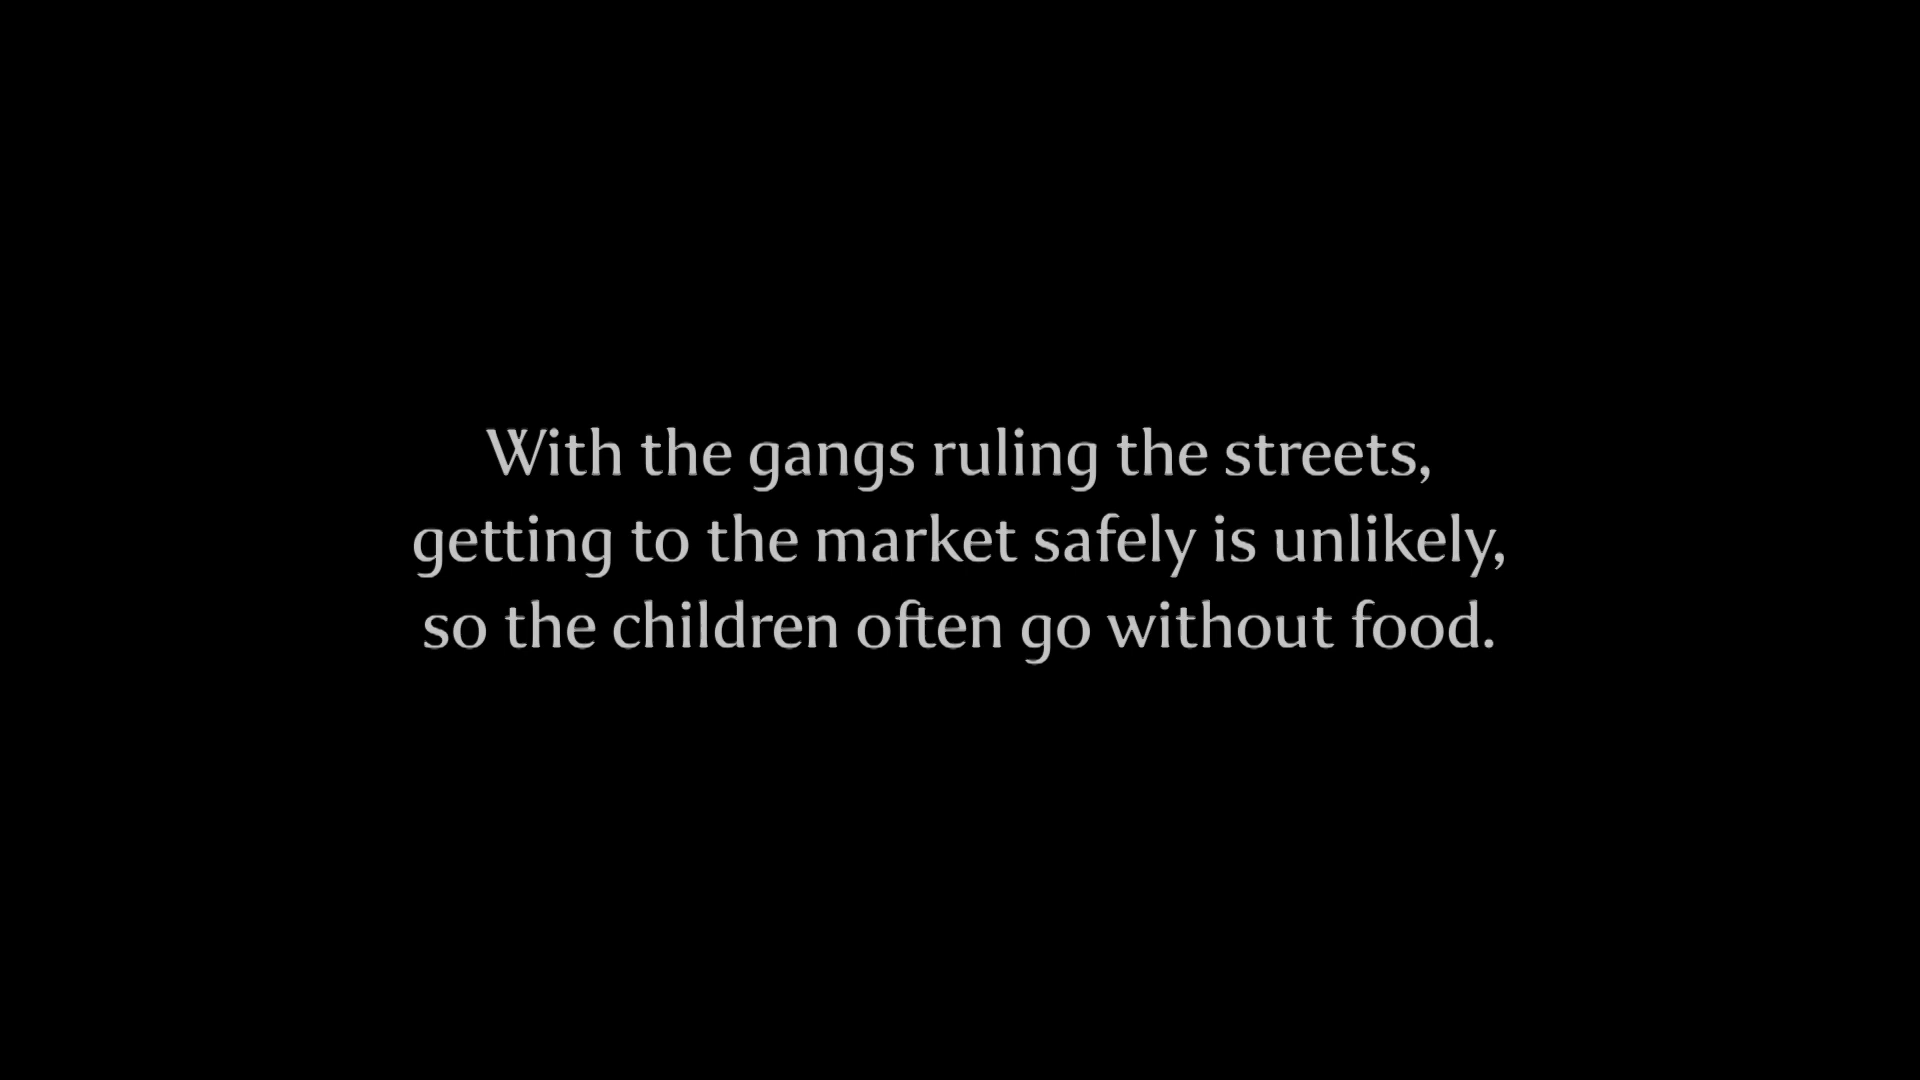 With the gangs ruling the streets,
getting to the market safely is unlikely,
so the children often go without food.